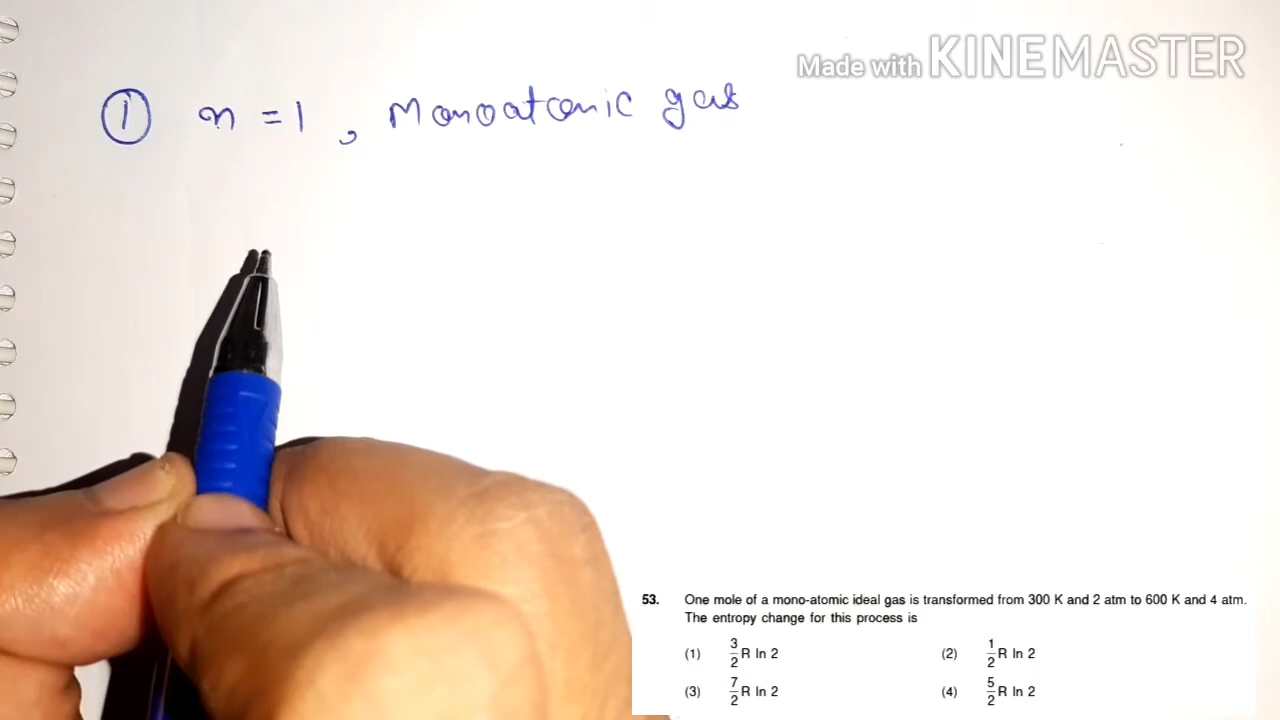 Made with KINEMASTER
① n = 1, Monoatomic gas
53. One mole of a mono-atomic ideal gas is transformed from 300 K and 2 atm to 600 K and 4 atm.
The entropy change for this process is
(1) 3/2 R ln 2 (2) 1/2 R ln 2
(3) 7/2 R ln 2 (4) 5/2 R ln 2